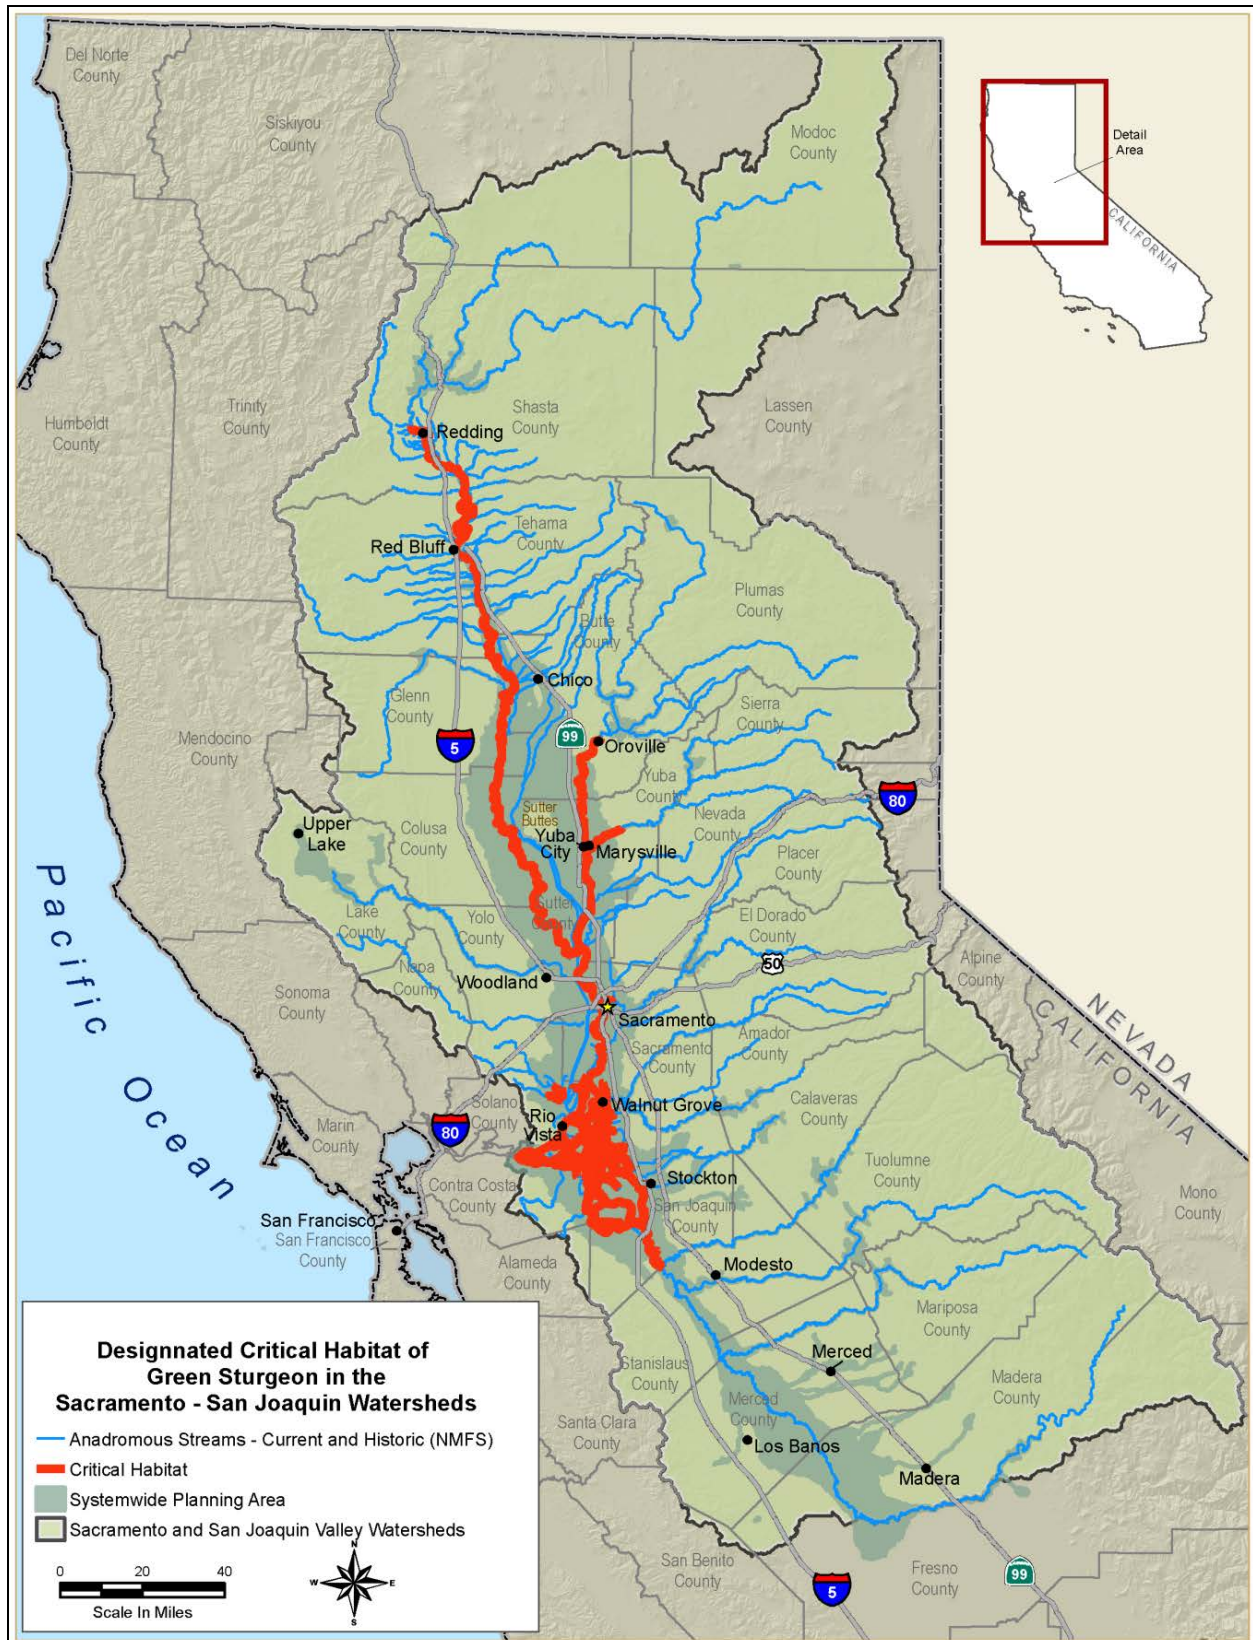 Del Norte
County
Siskiyou
County
Modoc
County
Detail
Area
CALIFORNIA
Humboldt
County
Trinity
County
Shasta
County
Lassen
County
Redding
Red Bluff
Tehama
County
Plumas
County
Butte
County
Chico
Glenn
County
Mendocino
County
5
99
Oroville
Sierra
County
Yuba
County
80
Sutter
Buttes
Nevada
County
Upper
Lake
Colusa
County
Yuba
City
Marysville
Placer
County
Lake
County
Yolo
County
Sutter
County
El Dorado
County
Napa
County
Woodland
50
Alpine
County
Sonoma
County
Sacramento
Sacramento
County
Amador
County
NEVADA
CALIFORNIA
Pacific Ocean
Solano
County
Walnut Grove
Calaveras
County
Marin
County
80
Rio
Vista
Contra Costa
County
Stockton
Tuolumne
County
Mono
County
San Francisco
San Francisco
County
San Joaquin
County
Alameda
County
Modesto
Mariposa
County
Stanislaus
County
Merced
Merced
County
Madera
County
Santa Clara
County
Los Banos
Madera
San Benito
County
5
Fresno
County
99
Designnated Critical Habitat of
Green Sturgeon in the
Sacramento - San Joaquin Watersheds
Anadromous Streams - Current and Historic (NMFS)
Critical Habitat
Systemwide Planning Area
Sacramento and San Joaquin Valley Watersheds
0 20 40
Scale In Miles
N
W E
S